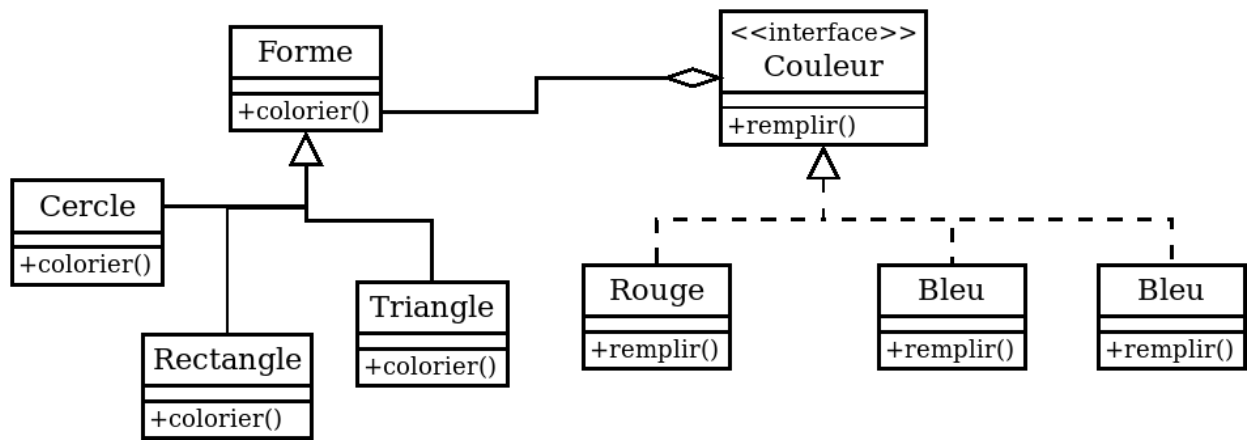 Forme
+colorier()
<<interface>>
Couleur
+remplir()
Cercle
+colorier()
Rectangle
+colorier()
Triangle
+colorier()
Rouge
+remplir()
Bleu
+remplir()
Bleu
+remplir()